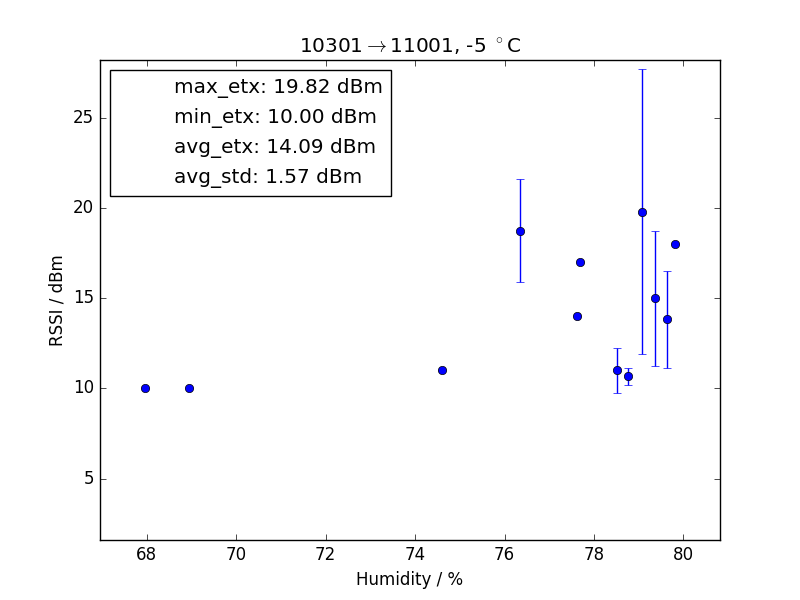 10301→11001, -5 °C
max_etx: 19.82 dBm
min_etx: 10.00 dBm
avg_etx: 14.09 dBm
avg_std: 1.57 dBm
25
20
15
10
5
RSSI / dBm
68 70 72 74 76 78 80
Humidity / %